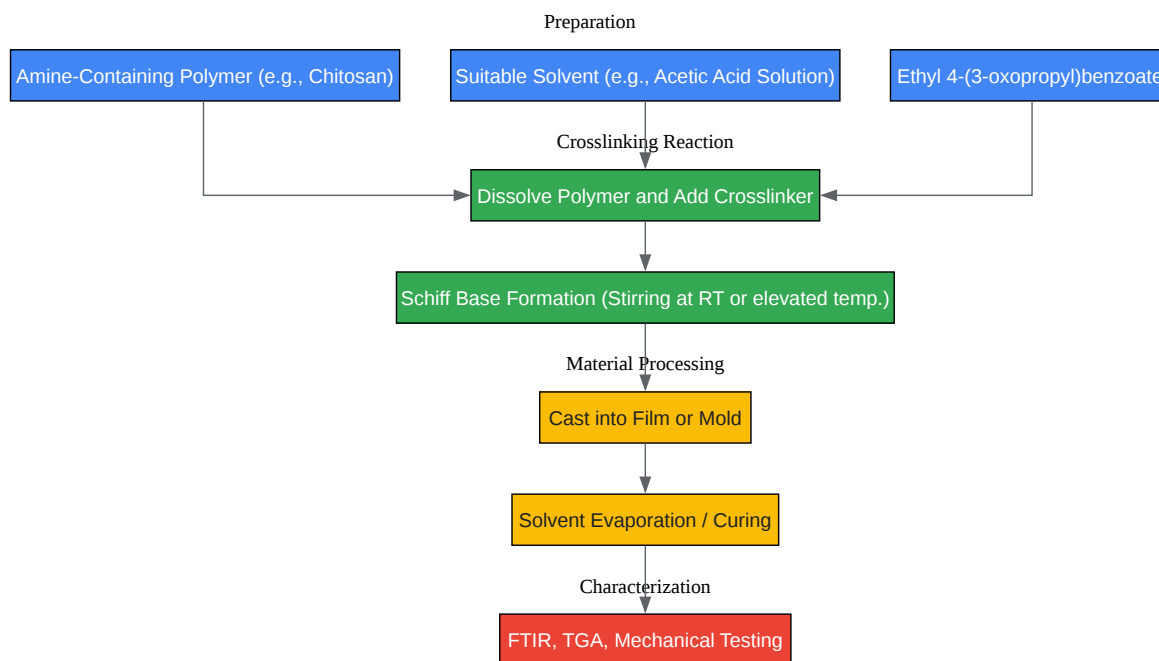 Preparation
Amine-Containing Polymer (e.g., Chitosan)
Suitable Solvent (e.g., Acetic Acid Solution)
Ethyl 4-(3-oxopropyl)benzoate
Crosslinking Reaction
Dissolve Polymer and Add Crosslinker
Schiff Base Formation (Stirring at RT or elevated temp.)
Material Processing
Cast into Film or Mold
Solvent Evaporation / Curing
Characterization
FTIR, TGA, Mechanical Testing